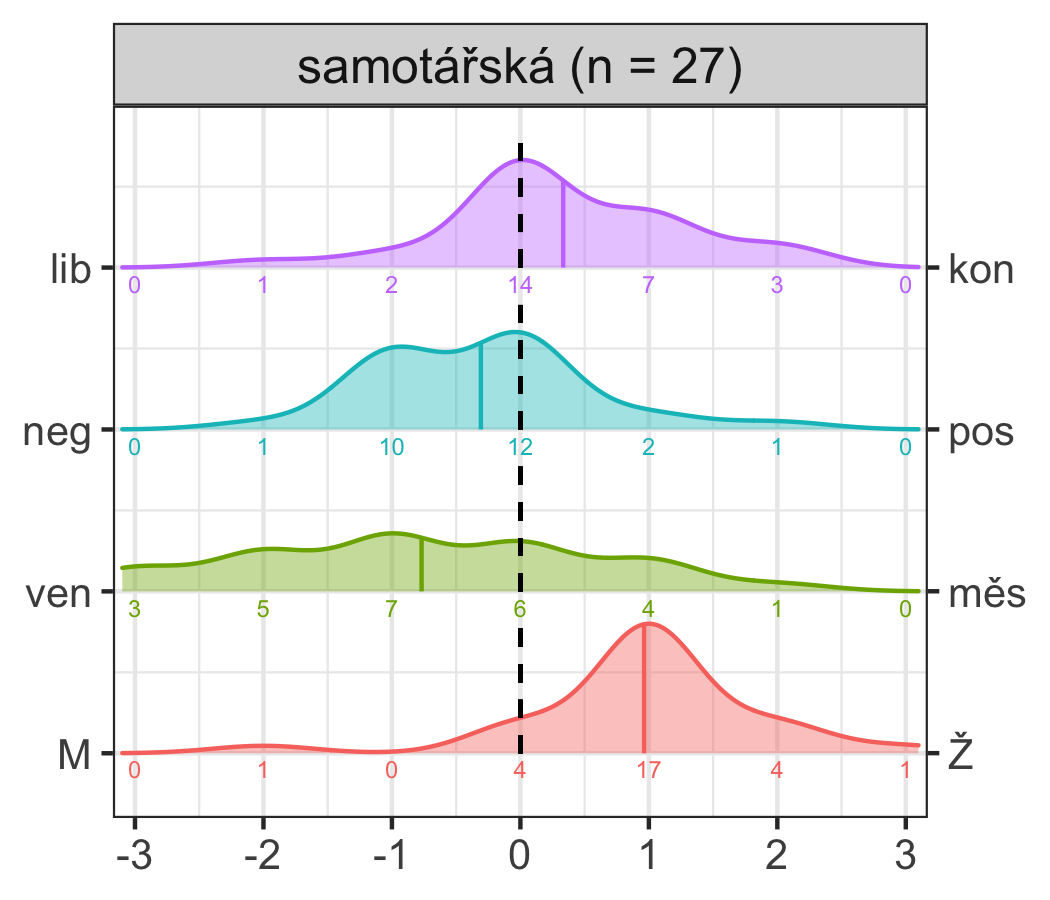 samotářská (n = 27)
lib kon
0 1 2 14 7 3 0
neg pos
0 1 10 12 2 1 0
ven měs
3 5 7 6 4 1 0
M Ž
0 1 0 4 17 4 1
-3 -2 -1 0 1 2 3